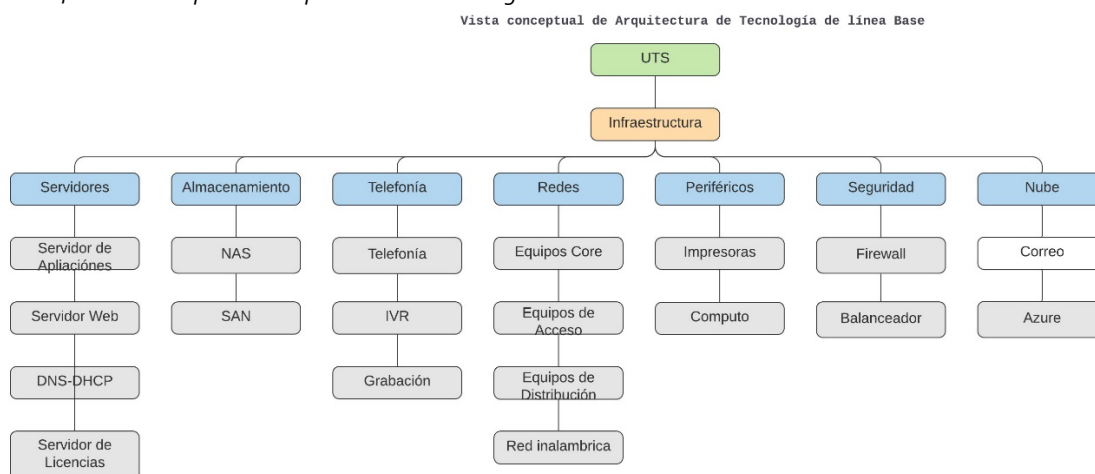 Vista conceptual de Arquitectura de Tecnología de línea Base
UTS
Infraestructura
Servidores
Almacenamiento
Telefonía
Redes
Periféricos
Seguridad
Nube
Servidor de
Apliaciónes
NAS
Telefonía
Equipos Core
Impresoras
Firewall
Correo
Servidor Web
SAN
IVR
Equipos de
Acceso
Computo
Balanceador
Azure
DNS-DHCP
Grabación
Equipos de
Distribución
Servidor de
Licencias
Red inalambrica